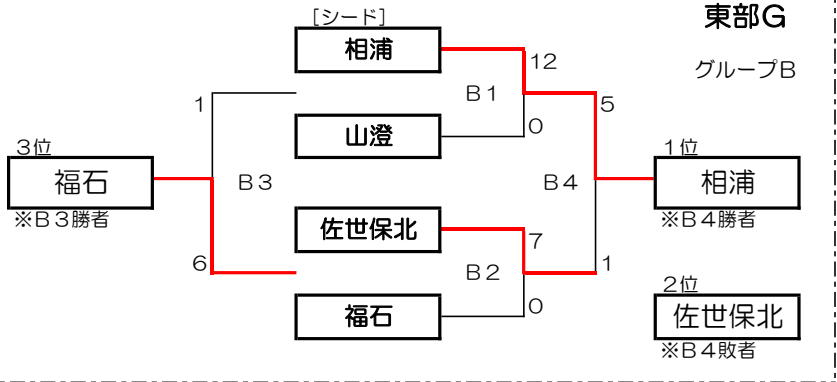 東部G
グループB
[シード]
相浦
12
B1
1
5
山澄
0
3位
福石
※B3勝者
B3
B4
1位
相浦
※B4勝者
佐世保北
7
6
B2
1
福石
0
2位
佐世保北
※B4敗者